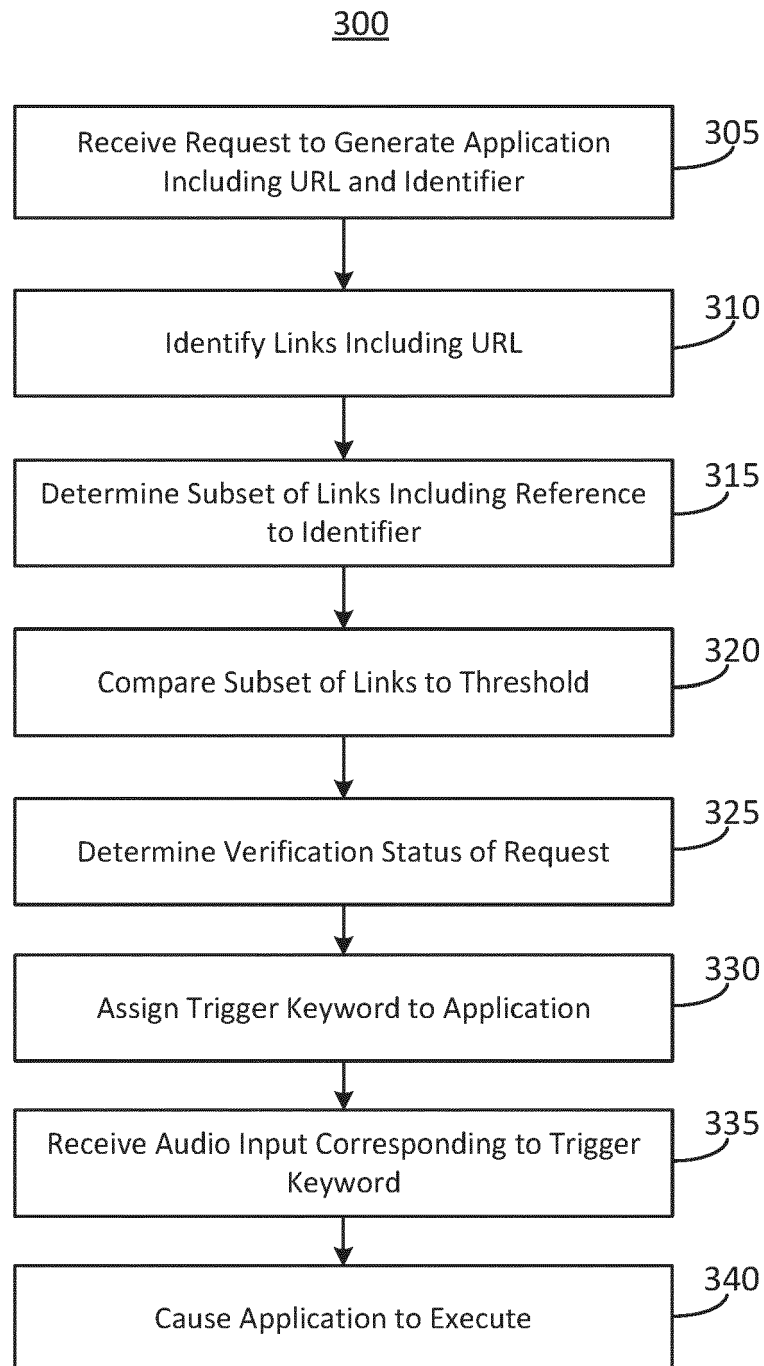 300
Receive Request to Generate Application
Including URL and Identifier
305
Identify Links Including URL
310
Determine Subset of Links Including Reference
to Identifier
315
Compare Subset of Links to Threshold
320
Determine Verification Status of Request
325
Assign Trigger Keyword to Application
330
Receive Audio Input Corresponding to Trigger
Keyword
335
Cause Application to Execute
340